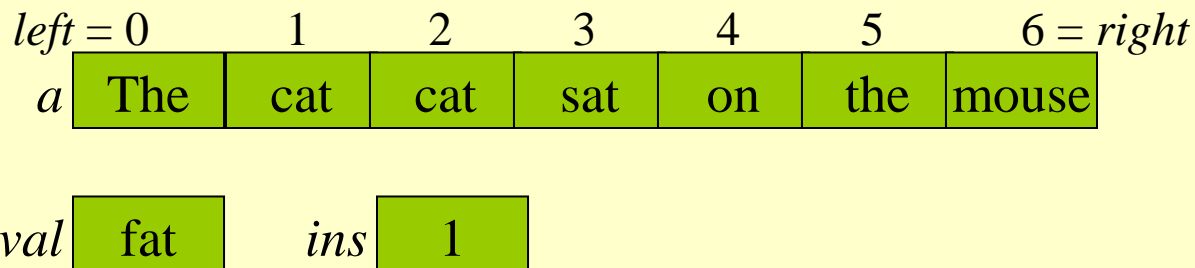 left = 0 1 2 3 4 5 6 = right
a The cat cat sat on the mouse
val fat ins 1